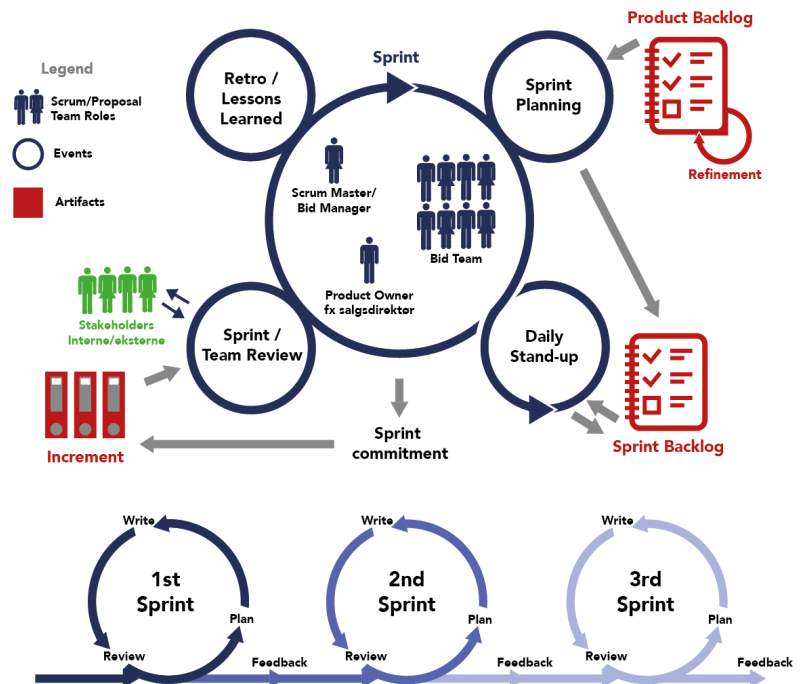 Product Backlog
Sprint
Legend
Retro /
Lessons
Learned
Sprint
Planning
Scrum/Proposal
Team Roles
Events
Refinement
Artifacts
Scrum Master/
Bid Manager
Bid Team
Product Owner
fx salgsdirektør
Stakeholders
Interne/eksterne
Sprint /
Team Review
Daily
Stand-up
Sprint
commitment
Increment
Sprint Backlog
Write
1st
Sprint
Plan
Review
Feedback
Write
2nd
Sprint
Plan
Review
Feedback
Write
3rd
Sprint
Plan
Review
Feedback